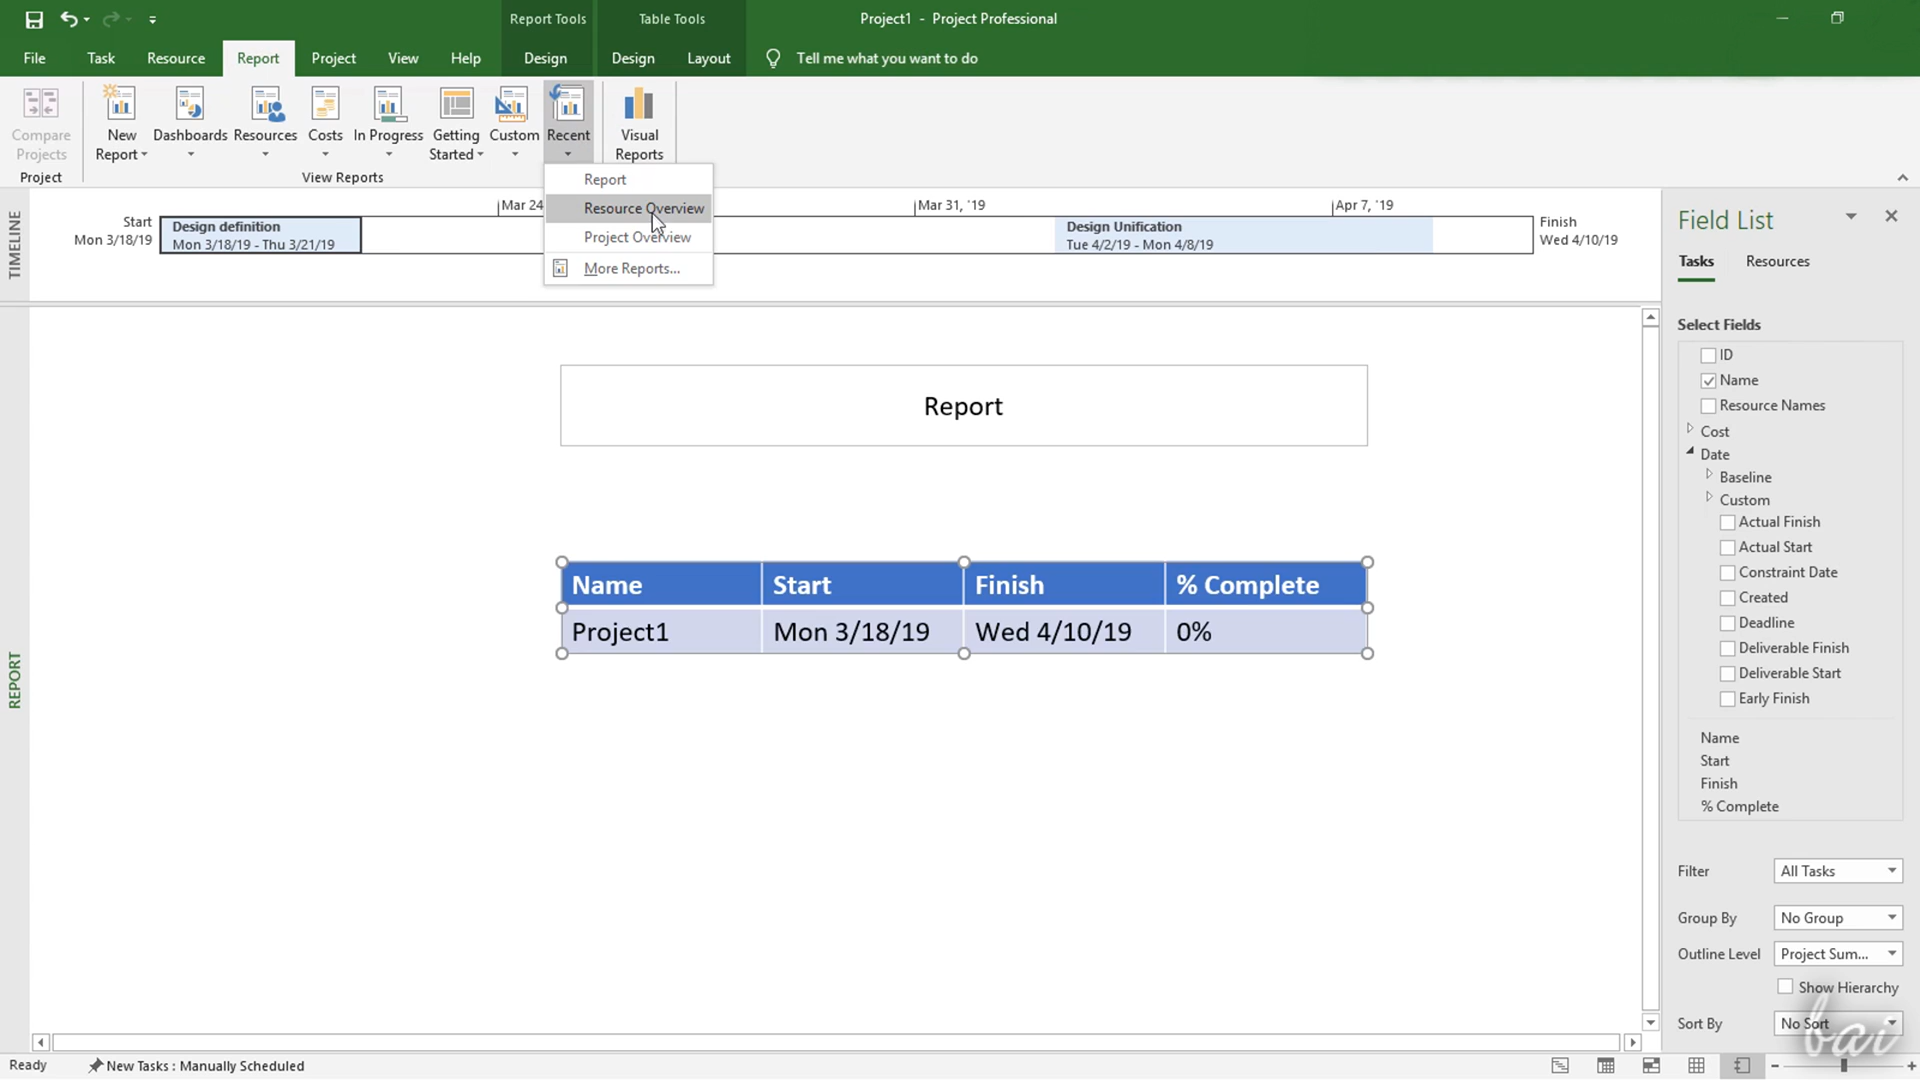 Report Tools
Table Tools
Project1 - Project Professional
File
Task
Resource
Report
Project
View
Help
Design
Design
Layout
Tell me what you want to do
Compare
Projects
New
Report
Dashboards
Resources
Costs
In Progress
Getting
Started
Custom
Recent
Visual
Reports
Project
View Reports
Report
Resource Overview
Project Overview
More Reports...
TIMELINE
Start
Mon 3/18/19
Design definition
Mon 3/18/19 - Thu 3/21/19
Mar 24
Mar 31, '19
Apr 7, '19
Design Unification
Tue 4/2/19 - Mon 4/8/19
Finish
Wed 4/10/19
REPORT
Report
Name Start Finish % Complete
Project1 Mon 3/18/19 Wed 4/10/19 0%
Field List
Tasks
Resources
Select Fields
ID
Name
Resource Names
Cost
Date
Baseline
Custom
Actual Finish
Actual Start
Constraint Date
Created
Deadline
Deliverable Finish
Deliverable Start
Early Finish
Name
Start
Finish
% Complete
Filter All Tasks
Group By No Group
Outline Level Project Sum...
Show Hierarchy
Sort By No Sort
bai
Ready
New Tasks : Manually Scheduled